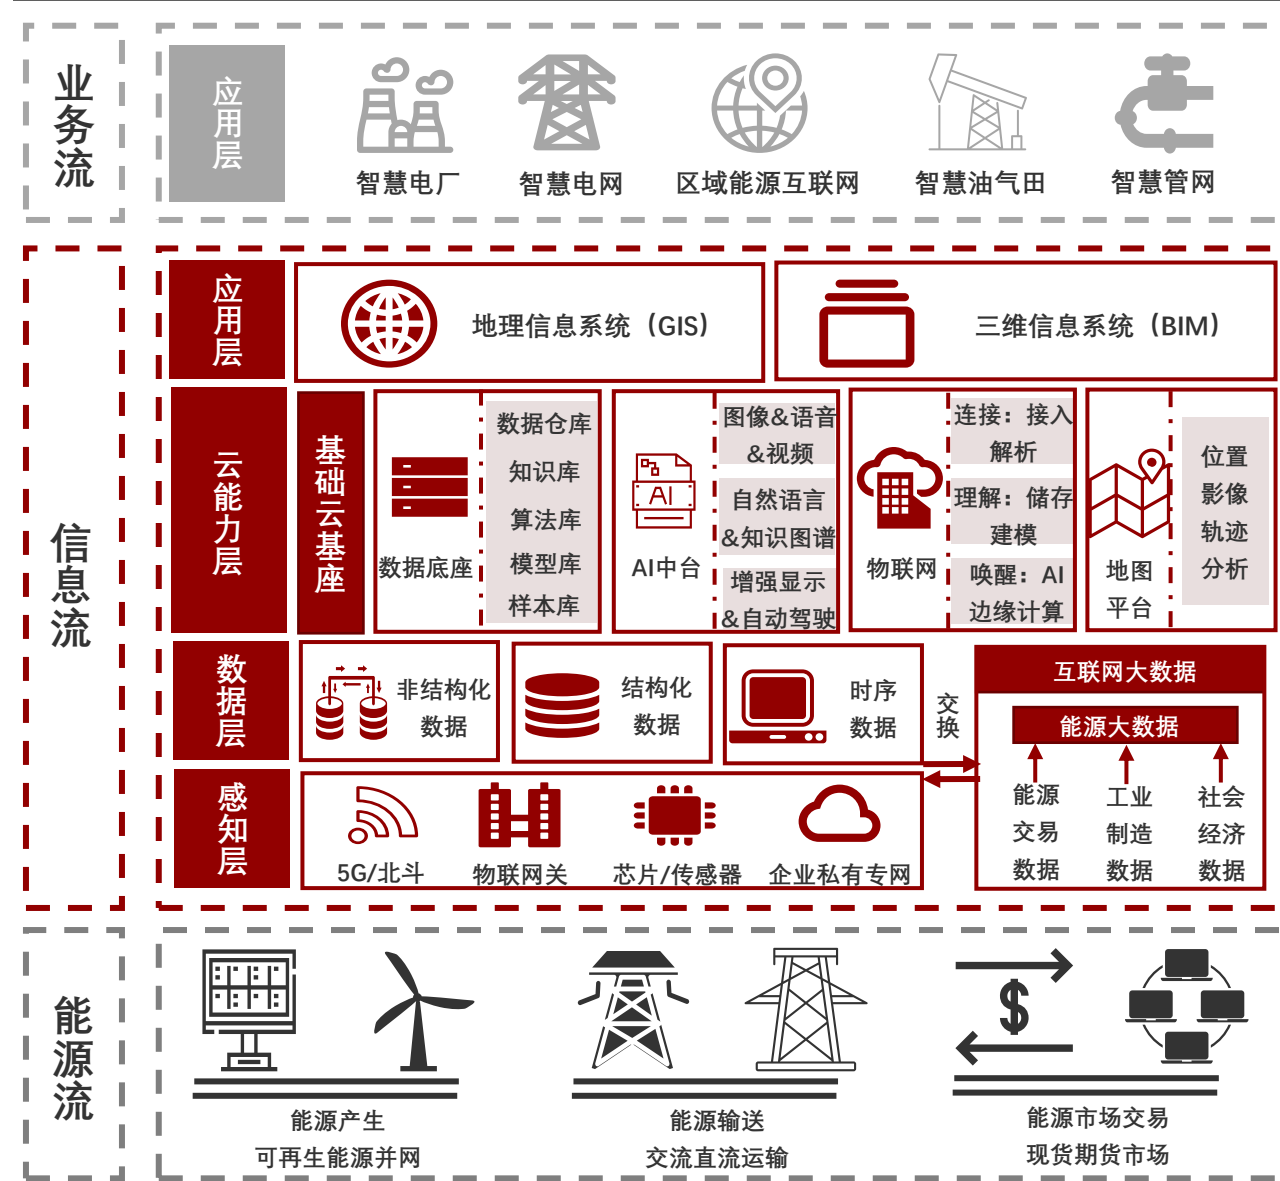 业务流
应用层
智慧电厂
智慧电网
区域能源互联网
智慧油气田
智慧管网
信息流
应用层
地理信息系统（GIS）
三维信息系统（BIM）
云能力层
基础云基座
数据底座
数据仓库
知识库
算法库
模型库
样本库
AI
AI中台
图像&语音
&视频
自然语言
&知识图谱
增强显示
&自动驾驶
物联网
连接：接入
解析
理解：储存
建模
唤醒：AI
边缘计算
地图
平台
位置
影像
轨迹
分析
数据层
非结构化
数据
结构化
数据
时序
数据
交换
互联网大数据
能源大数据
能源
交易
数据
工业
制造
数据
社会
经济
数据
感知层
5G/北斗
物联网关
芯片/传感器
企业私有专网
能源流
能源产生
可再生能源并网
能源输送
交流直流运输
$
能源市场交易
现货期货市场